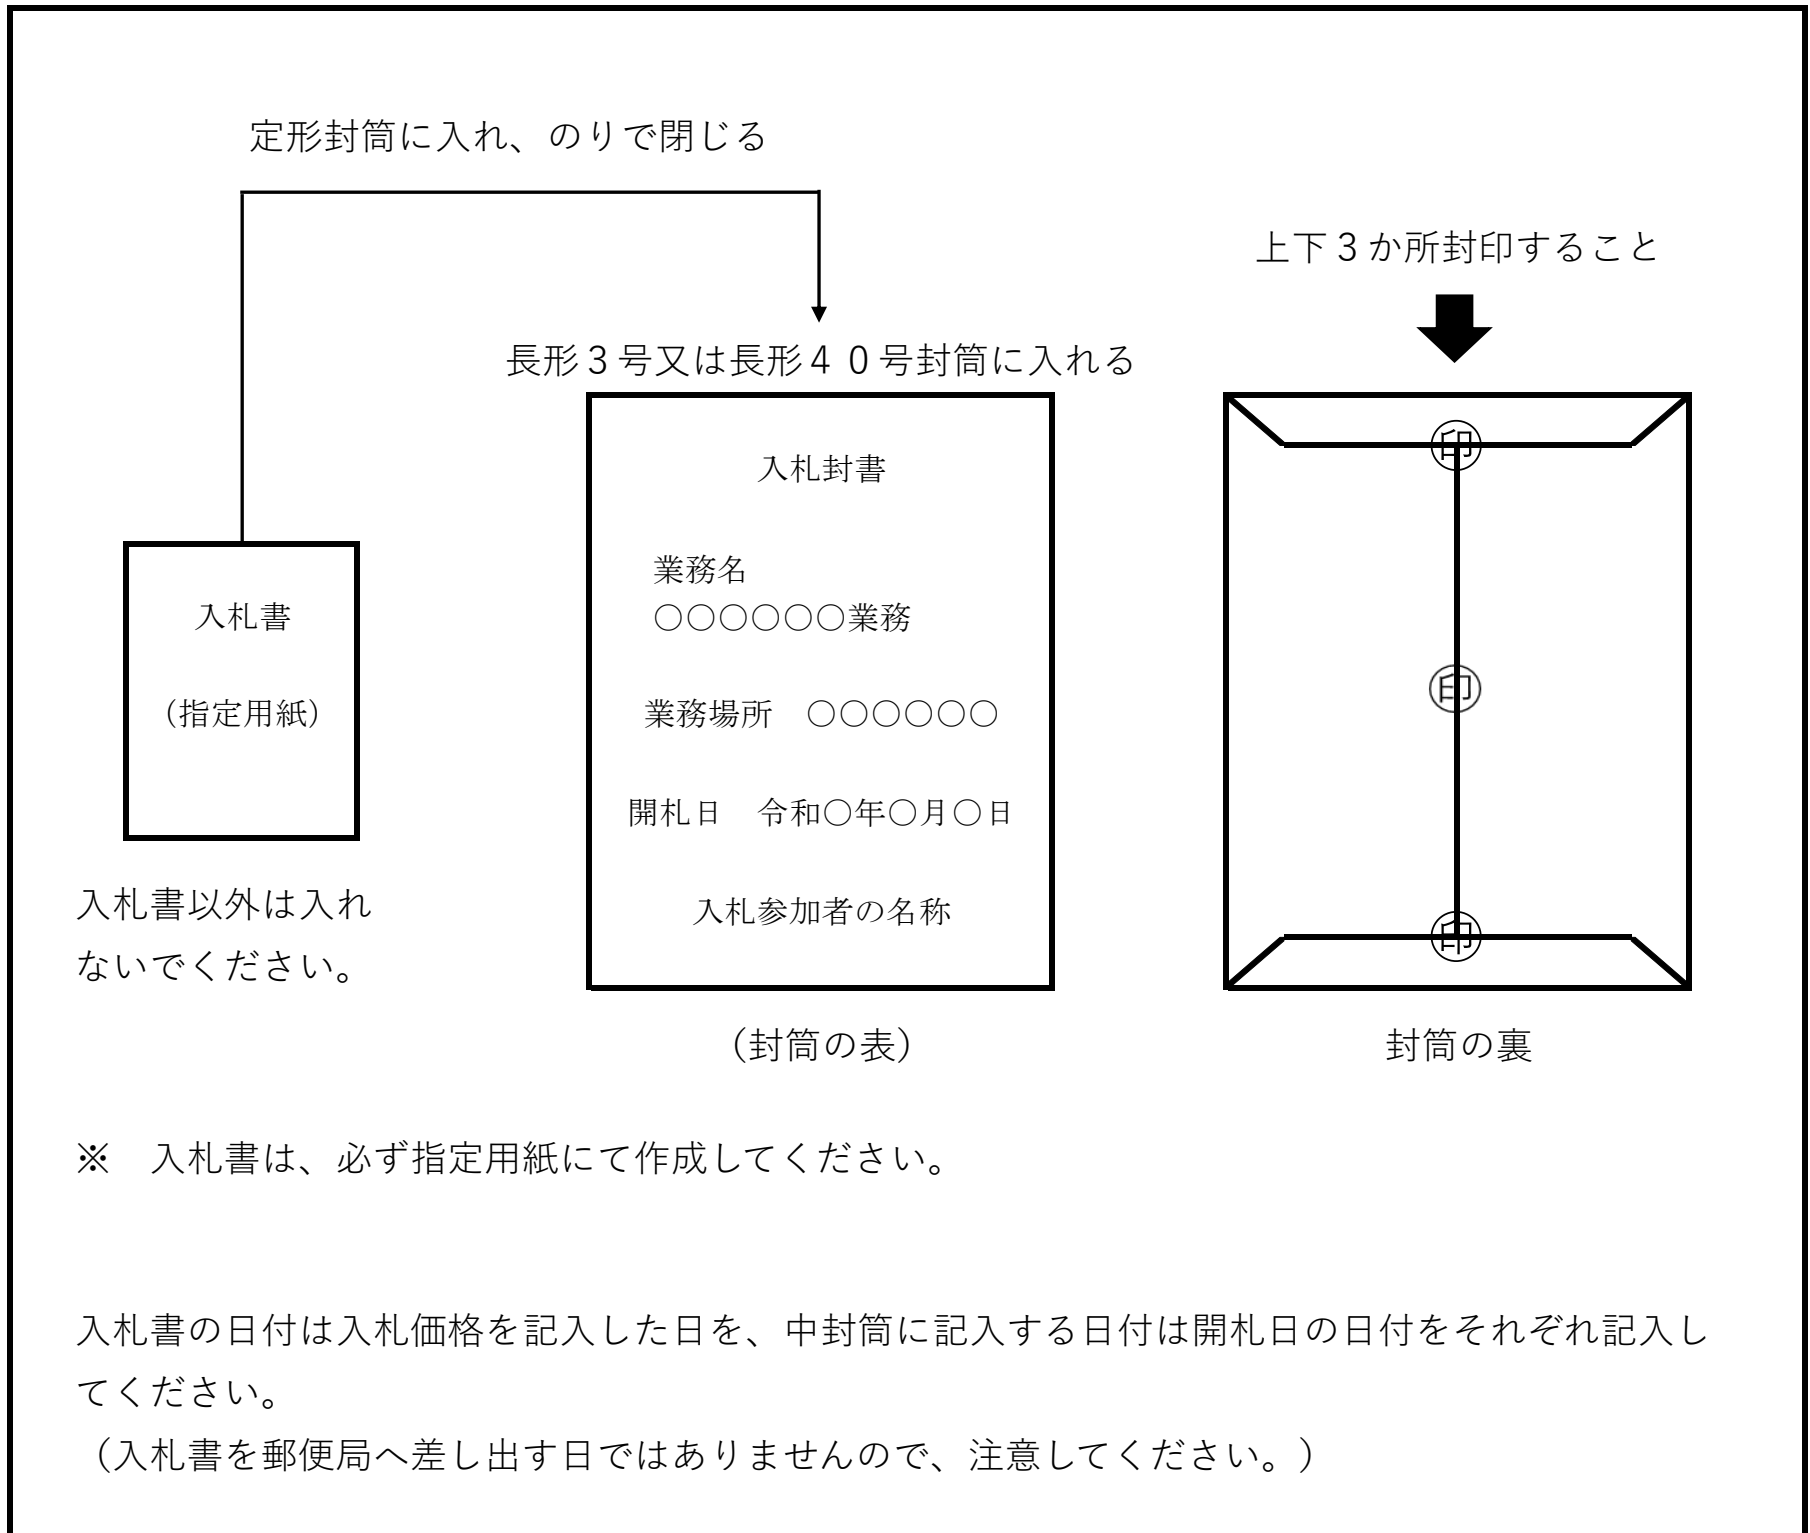 定形封筒に入れ、のりで閉じる
上下３か所封印すること
長形３号又は長形４０号封筒に入れる
入札書
（指定用紙）
入札書以外は入れ
ないでください。
入札封書
業務名
○○○○○○業務
業務場所　○○○○○○
開札日　令和○年○月○日
入札参加者の名称
（封筒の表）
㊞
㊞
㊞
封筒の裏
※　入札書は、必ず指定用紙にて作成してください。
入札書の日付は入札価格を記入した日を、中封筒に記入する日付は開札日の日付をそれぞれ記入し
てください。
（入札書を郵便局へ差し出す日ではありませんので、注意してください。）